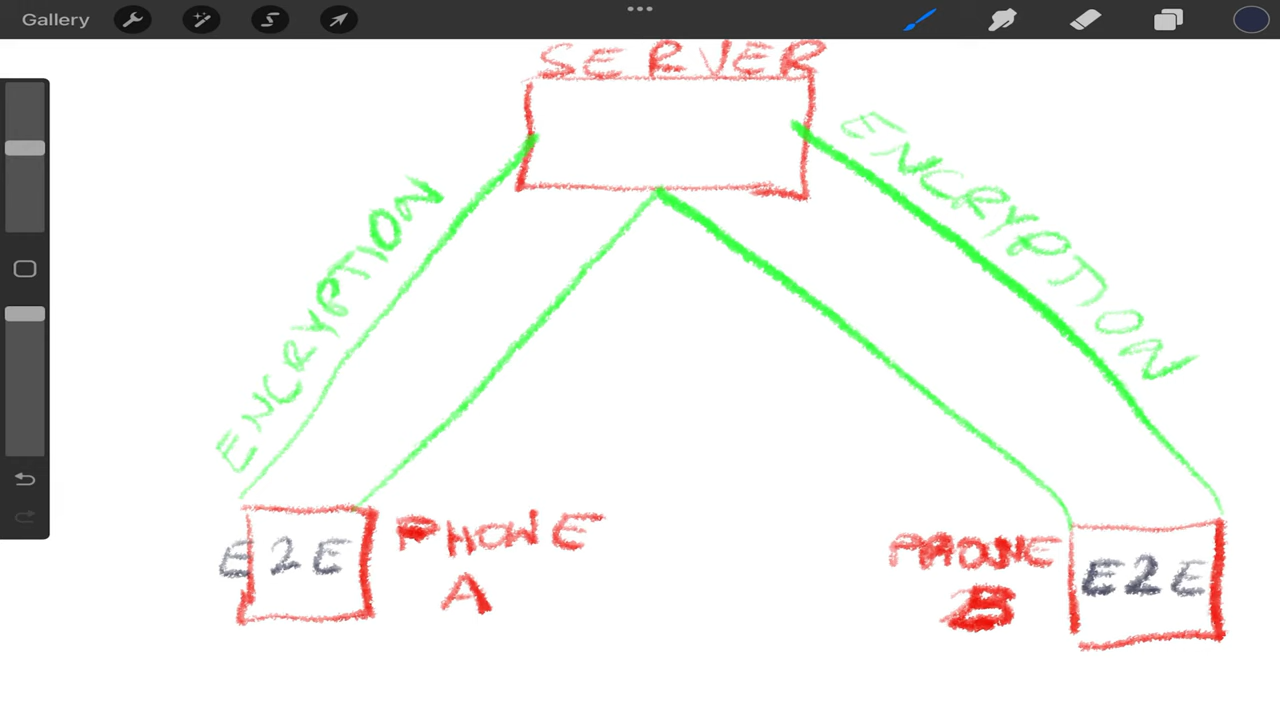 Gallery
SERVER
ENCRYPTION
ENCRYPTION
E2E
PHONE
A
PHONE
B
E2E